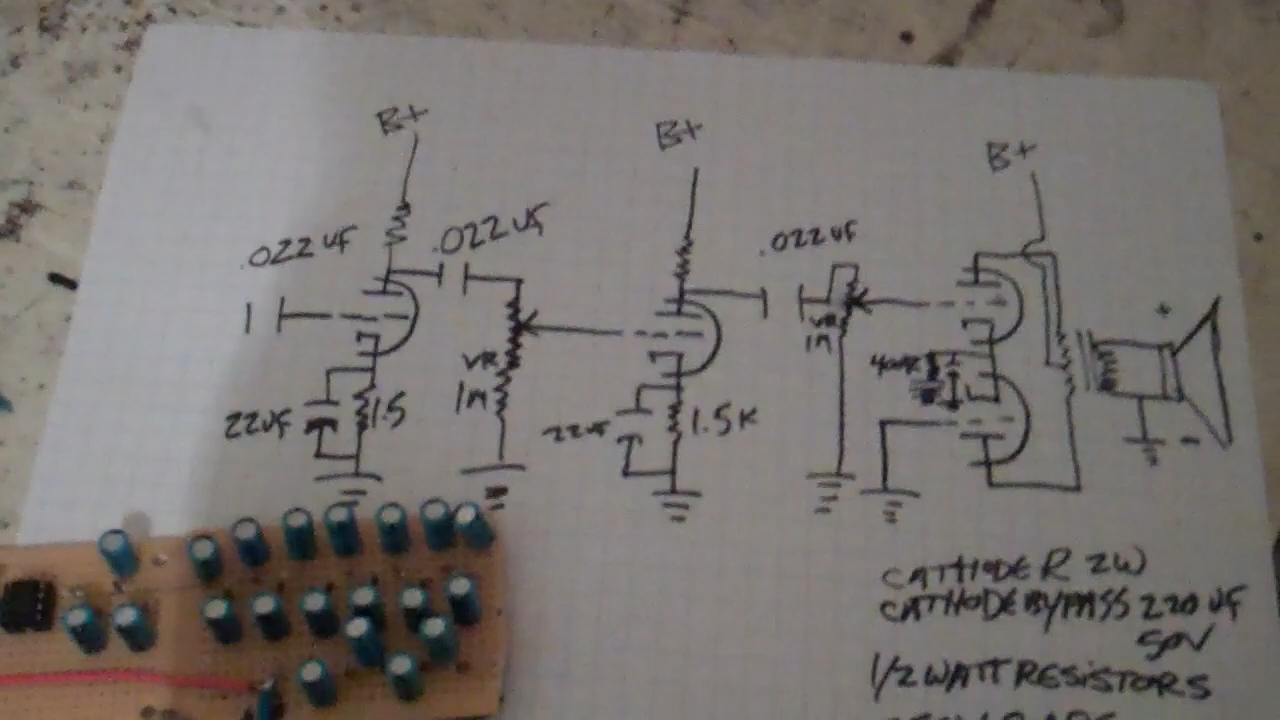 B+
B+
B+
.022 UF
.022 UF
.022 UF
VR
1M
VR
1M
22UF
1.5
22UF
1.5K
+
-
CATHODE R 2W
CATHODE BYPASS 220 UF
50V
1/2 WATT RESISTORS